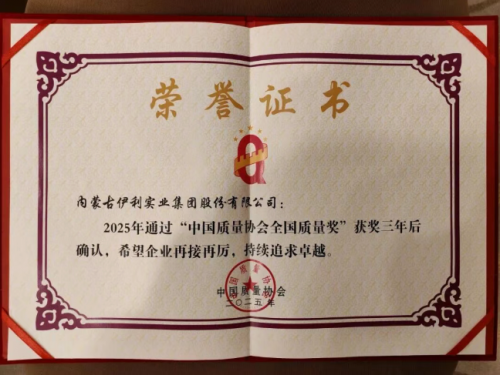 荣誉证书
Q
内蒙古伊利实业集团股份有限公司：
2025年通过“中国质量协会全国质量奖”获奖三年后
确认，希望企业再接再厉，持续追求卓越。
中国质量协会
二〇二五年